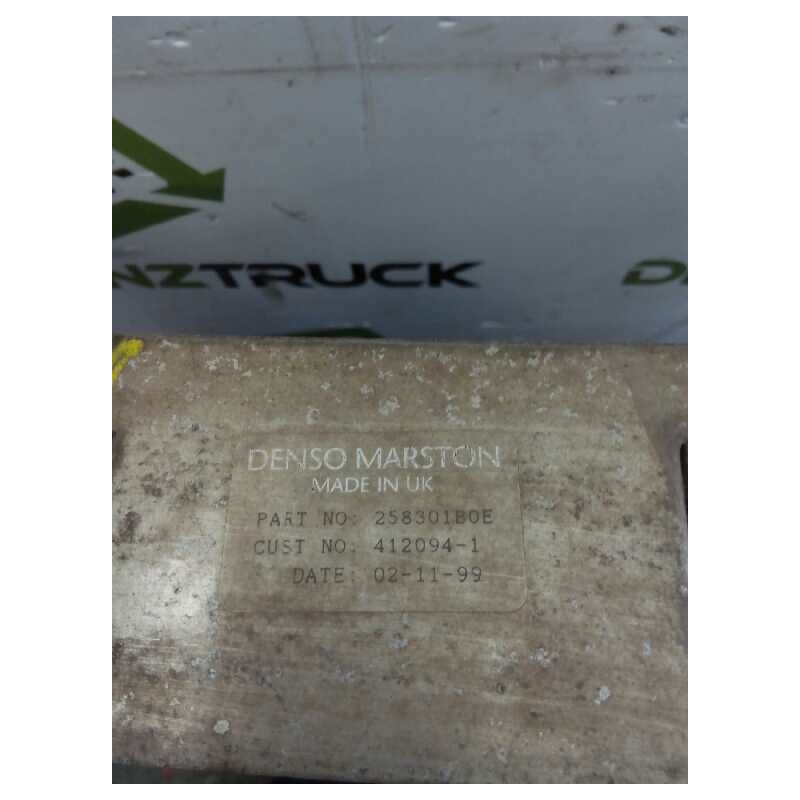 NZTRUCK
DENSO MARSTON
MADE IN UK
PART NO: 258301B0E
CUST NO: 412094-1
DATE: 02-11-99